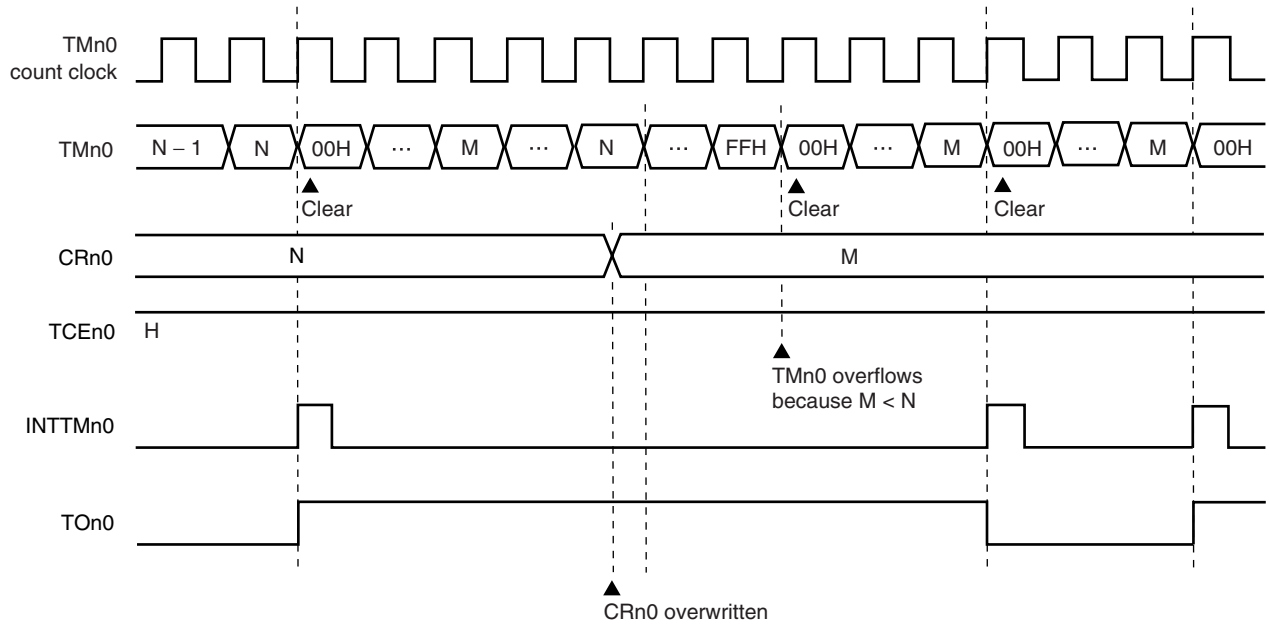 TMn0
count clock
TMn0
N – 1 N 00H ... M ... N ... FFH 00H ... M 00H ... M 00H
Clear Clear Clear
CRn0 N M
TCEn0 H
TMn0 overflows
because M < N
INTTMn0
TOn0
CRn0 overwritten